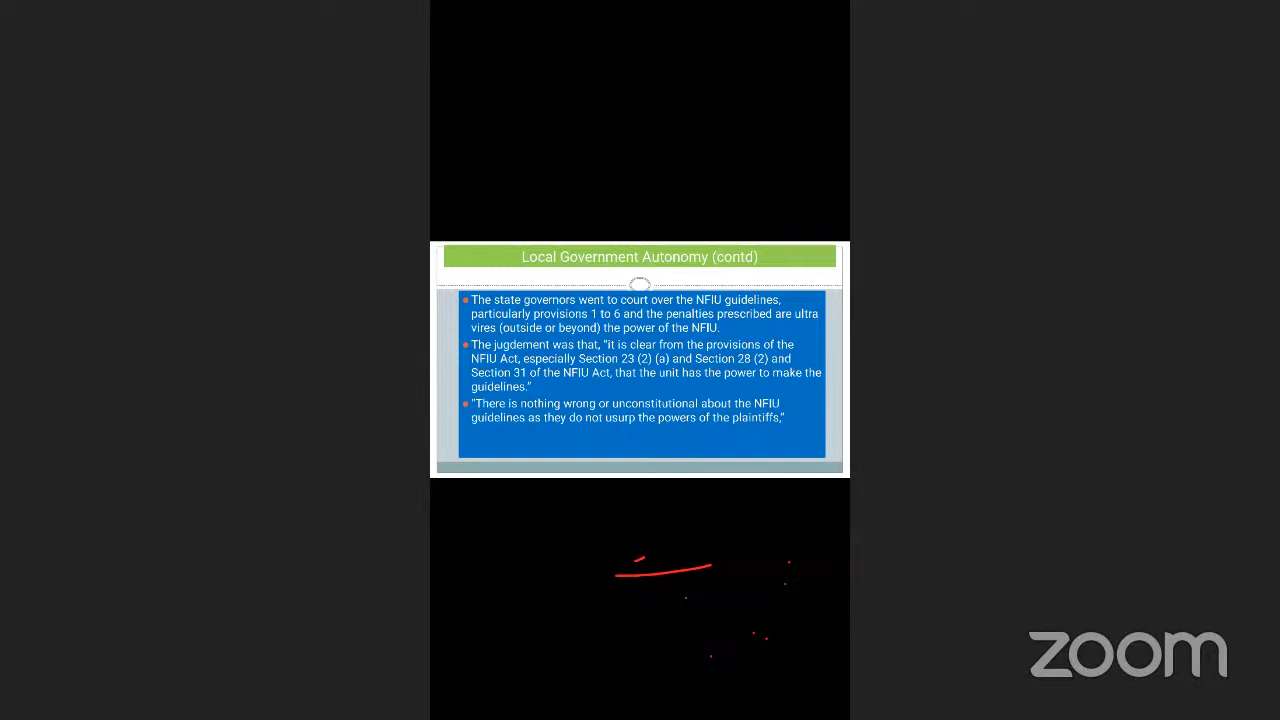 Local Government Autonomy (contd)
The state governors went to court over the NFIU guidelines,
particularly provisions 1 to 6 and the penalties prescribed are ultra
vires (outside or beyond) the power of the NFIU.
The jugdement was that, "it is clear from the provisions of the
NFIU Act, especially Section 23 (2) (a) and Section 28 (2) and
Section 31 of the NFIU Act, that the unit has the power to make the
guidelines."
"There is nothing wrong or unconstitutional about the NFIU
guidelines as they do not usurp the powers of the plaintiffs,"
zoom